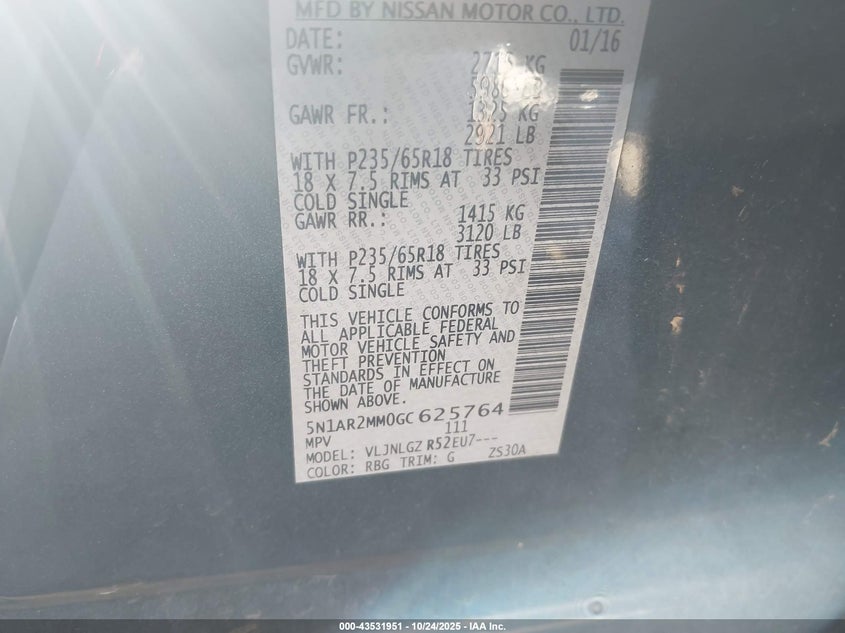 MFD BY NISSAN MOTOR CO., LTD.
DATE: 01/16
GVWR: KG
GAWR FR.: 1325 KG
2921 LB
WITH P235/65R18 TIRES
18 X 7.5 RIMS AT 33 PSI
COLD SINGLE
GAWR RR.: 1415 KG
3120 LB
WITH P235/65R18 TIRES
18 X 7.5 RIMS AT 33 PSI
COLD SINGLE
THIS VEHICLE CONFORMS TO
ALL APPLICABLE FEDERAL
MOTOR VEHICLE SAFETY AND
THEFT PREVENTION
STANDARDS IN EFFECT ON
THE DATE OF MANUFACTURE
SHOWN ABOVE.
5N1AR2MM0GC625764
MPV 111
MODEL: VLJNLGZ R52EU7---
COLOR: RBG TRIM: G ZS30A
000-43531951 • 10/24/2025 - IAA Inc.